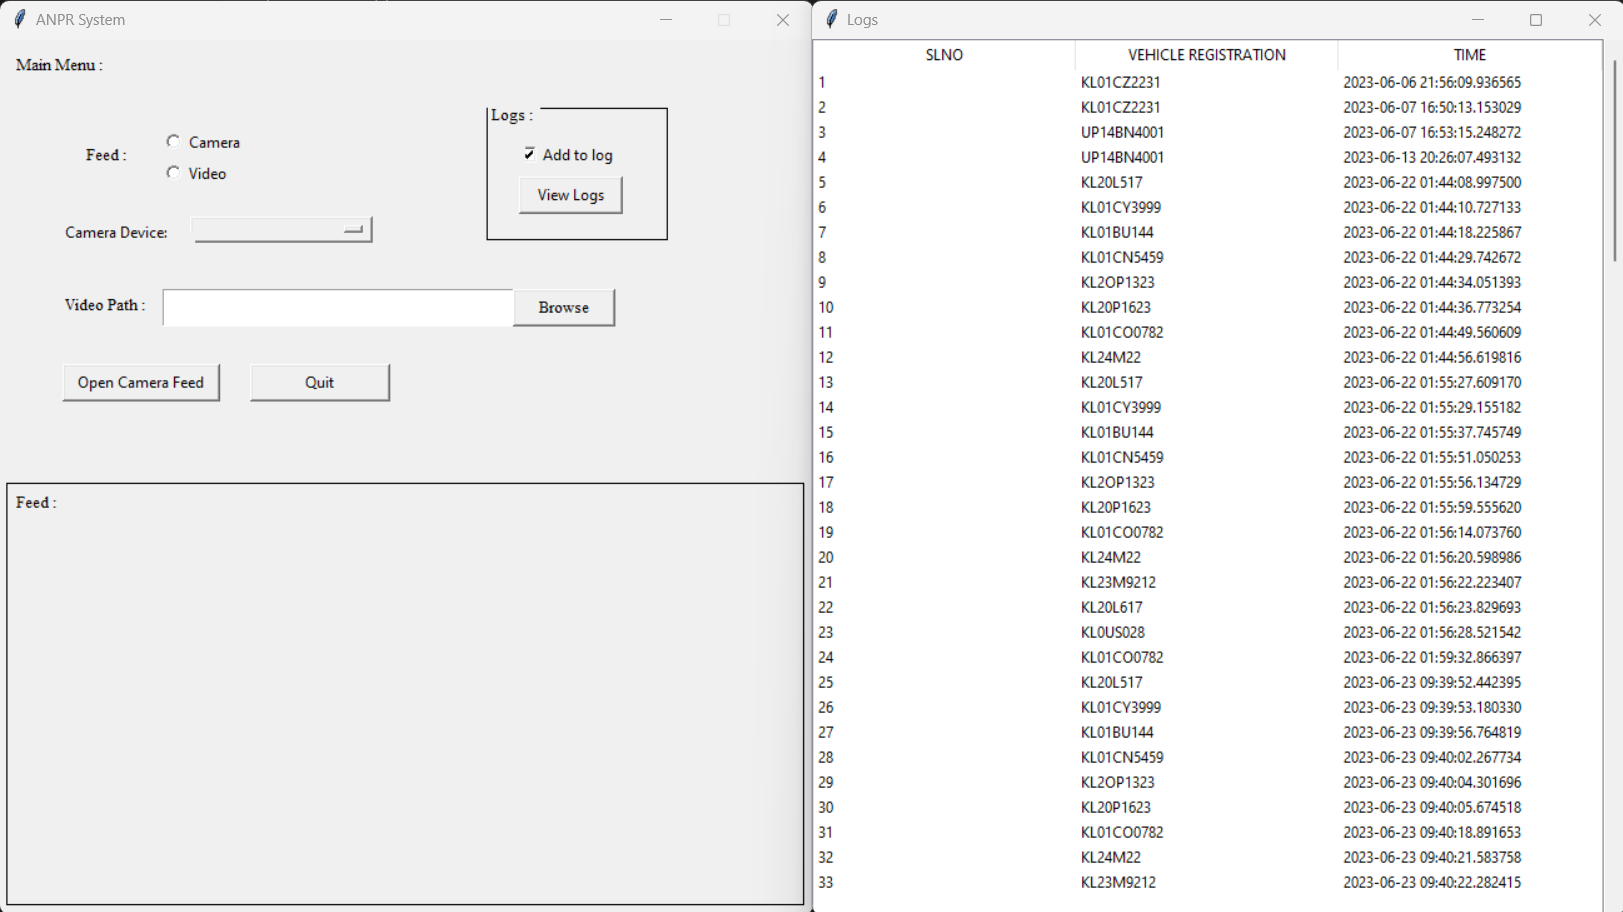 ANPR System
Main Menu :
Feed :
Camera
Video
Logs :
Add to log
View Logs
Camera Device:
Video Path :
Browse
Open Camera Feed
Quit
Feed :
Logs
SLNO VEHICLE REGISTRATION TIME
1 KL01CZ2231 2023-06-06 21:56:09.936565
2 KL01CZ2231 2023-06-07 16:50:13.153029
3 UP14BN4001 2023-06-07 16:53:15.248272
4 UP14BN4001 2023-06-13 20:26:07.493132
5 KL20L517 2023-06-22 01:44:08.997500
6 KL01CY3999 2023-06-22 01:44:10.727133
7 KL01BU144 2023-06-22 01:44:18.225867
8 KL01CN5459 2023-06-22 01:44:29.742672
9 KL2OP1323 2023-06-22 01:44:34.051393
10 KL20P1623 2023-06-22 01:44:36.773254
11 KL01CO0782 2023-06-22 01:44:49.560609
12 KL24M22 2023-06-22 01:44:56.619816
13 KL20L517 2023-06-22 01:55:27.609170
14 KL01CY3999 2023-06-22 01:55:29.155182
15 KL01BU144 2023-06-22 01:55:37.745749
16 KL01CN5459 2023-06-22 01:55:51.050253
17 KL2OP1323 2023-06-22 01:55:56.134729
18 KL20P1623 2023-06-22 01:55:59.555620
19 KL01CO0782 2023-06-22 01:56:14.073760
20 KL24M22 2023-06-22 01:56:20.598986
21 KL23M9212 2023-06-22 01:56:22.223407
22 KL20L617 2023-06-22 01:56:23.829693
23 KL0US028 2023-06-22 01:56:28.521542
24 KL01CO0782 2023-06-22 01:59:32.866397
25 KL20L517 2023-06-23 09:39:52.442395
26 KL01CY3999 2023-06-23 09:39:53.180330
27 KL01BU144 2023-06-23 09:39:56.764819
28 KL01CN5459 2023-06-23 09:40:02.267734
29 KL2OP1323 2023-06-23 09:40:04.301696
30 KL20P1623 2023-06-23 09:40:05.674518
31 KL01CO0782 2023-06-23 09:40:18.891653
32 KL24M22 2023-06-23 09:40:21.583758
33 KL23M9212 2023-06-23 09:40:22.282415